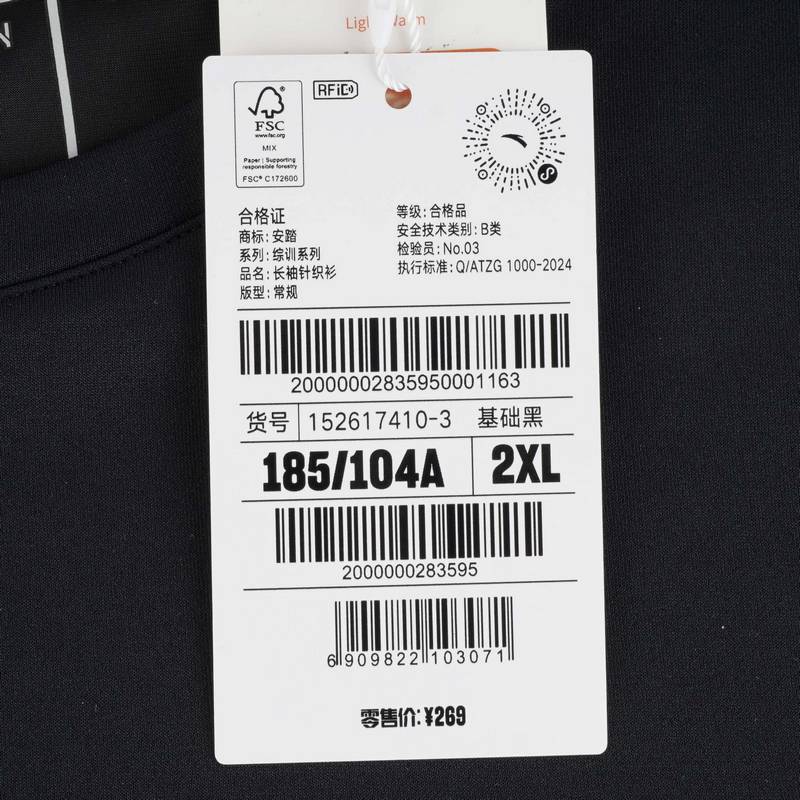 N
Light Warm
FSC
www.fsc.org
MIX
Paper | Supporting
responsible forestry
FSC® C172600
RFiD
合格证
商标: 安踏
系列: 综训系列
品名: 长袖针织衫
版型: 常规
等级: 合格品
安全技术类别: B类
检验员: No.03
执行标准: Q/ATZG 1000-2024
20000002835950001163
货号 152617410-3 基础黑
185/104A 2XL
2000000283595
6 909822 103071
零售价: ¥269